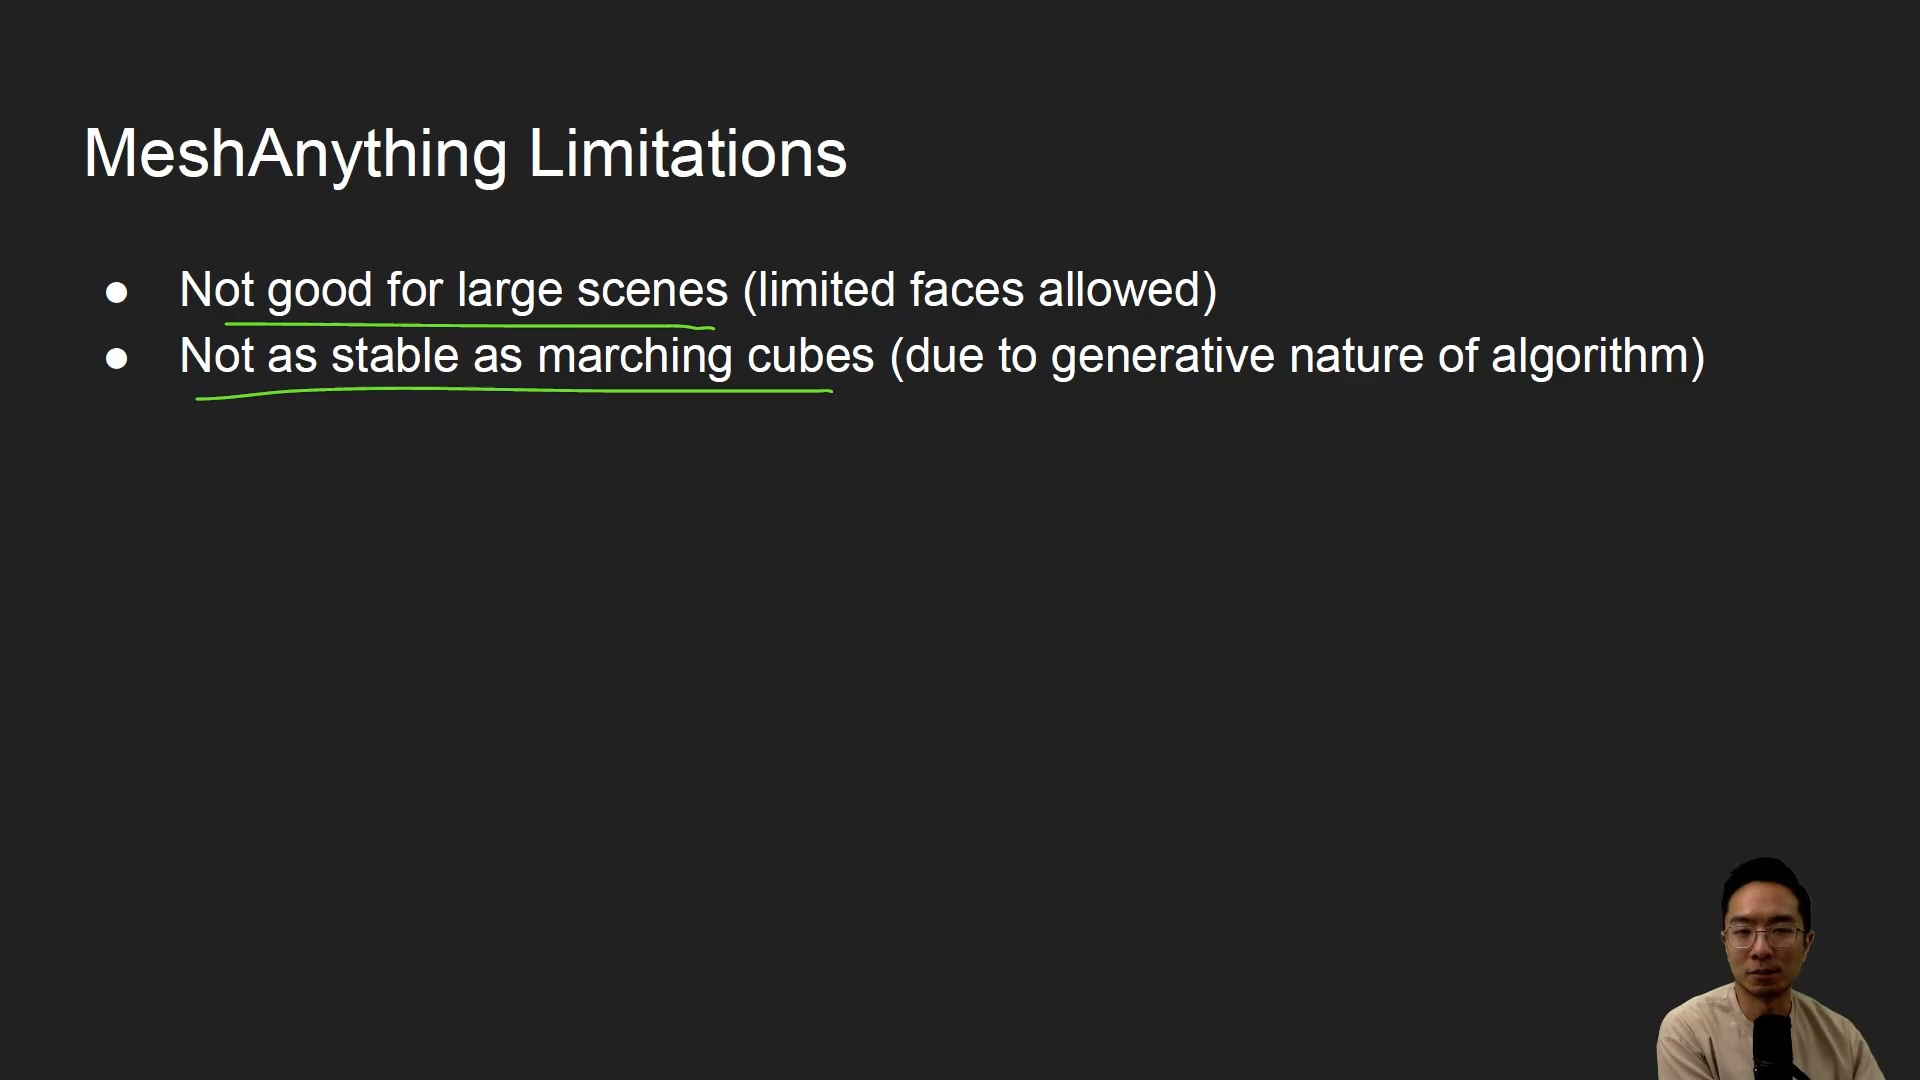 MeshAnything Limitations
● Not good for large scenes (limited faces allowed)
● Not as stable as marching cubes (due to generative nature of algorithm)